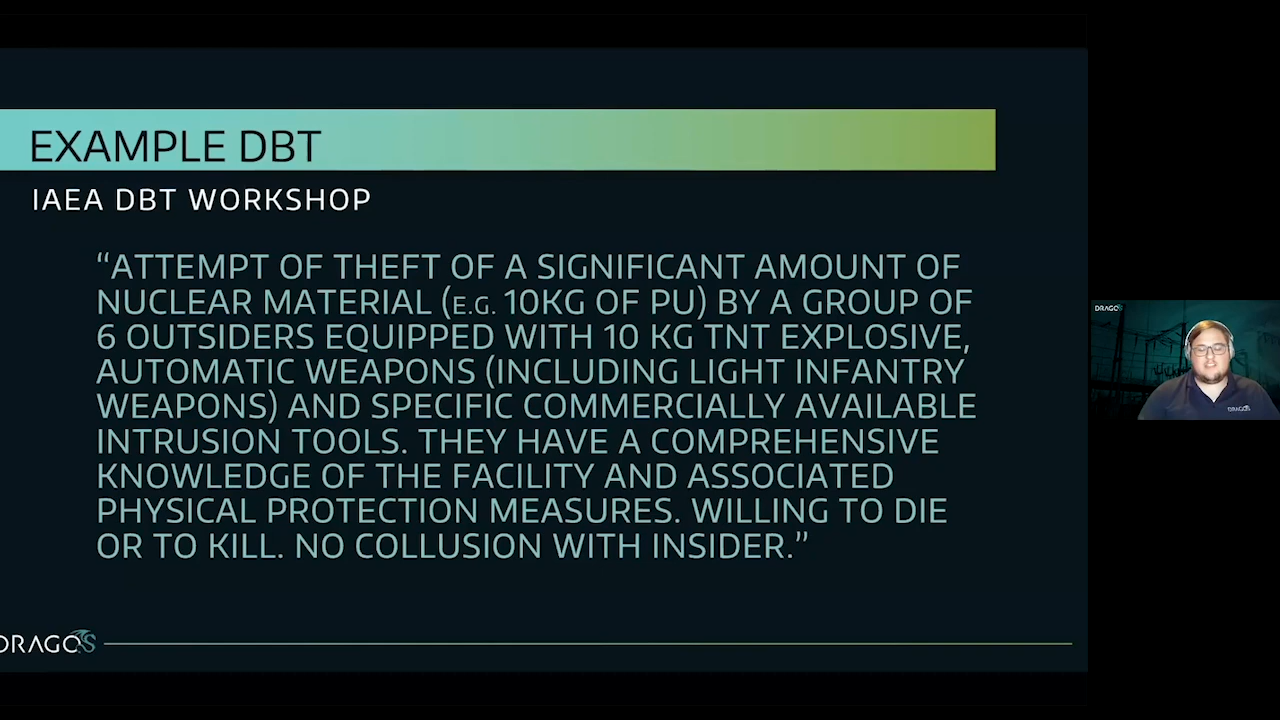 EXAMPLE DBT
IAEA DBT WORKSHOP
“ATTEMPT OF THEFT OF A SIGNIFICANT AMOUNT OF
NUCLEAR MATERIAL (E.G. 10KG OF PU) BY A GROUP OF
6 OUTSIDERS EQUIPPED WITH 10 KG TNT EXPLOSIVE,
AUTOMATIC WEAPONS (INCLUDING LIGHT INFANTRY
WEAPONS) AND SPECIFIC COMMERCIALLY AVAILABLE
INTRUSION TOOLS. THEY HAVE A COMPREHENSIVE
KNOWLEDGE OF THE FACILITY AND ASSOCIATED
PHYSICAL PROTECTION MEASURES. WILLING TO DIE
OR TO KILL. NO COLLUSION WITH INSIDER.”
DRAGOS
DRAGOS
DRAGOS